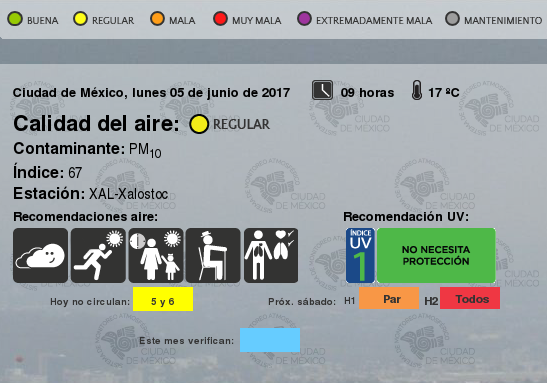 BUENA REGULAR MALA MUY MALA EXTREMADAMENTE MALA MANTENIMIENTO
Ciudad de México, lunes 05 de junio de 2017 09 horas 17 ºC
Calidad del aire: REGULAR
Contaminante: PM10
Índice: 67
Estación: XAL-Xalostoc
Recomendaciones aire: Recomendación UV:
ÍNDICE
UV
1
NO NECESITA
PROTECCIÓN
Hoy no circulan: 5 y 6 Próx. sábado: H1 Par H2 Todos
Este mes verifican:
CIUDAD
DE MÉXICO